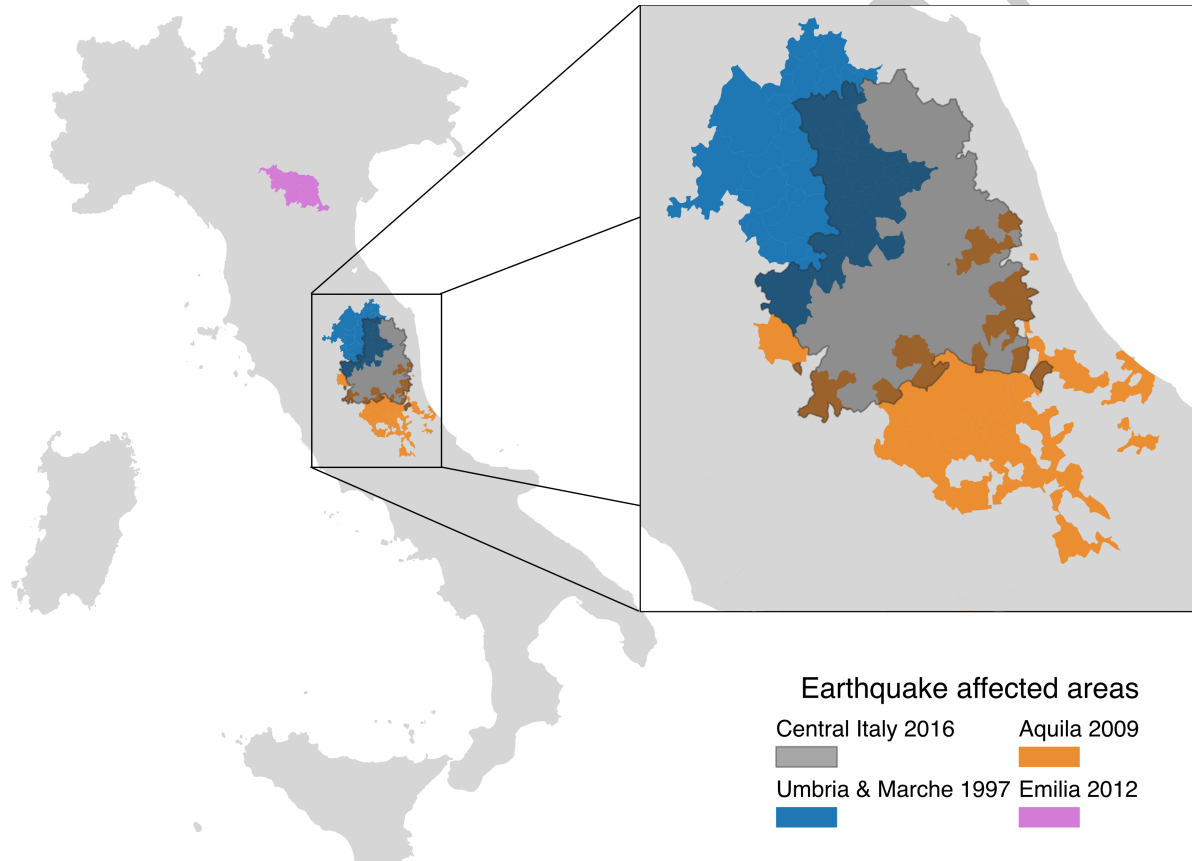 Earthquake affected areas
Central Italy 2016 Aquila 2009
Umbria & Marche 1997 Emilia 2012